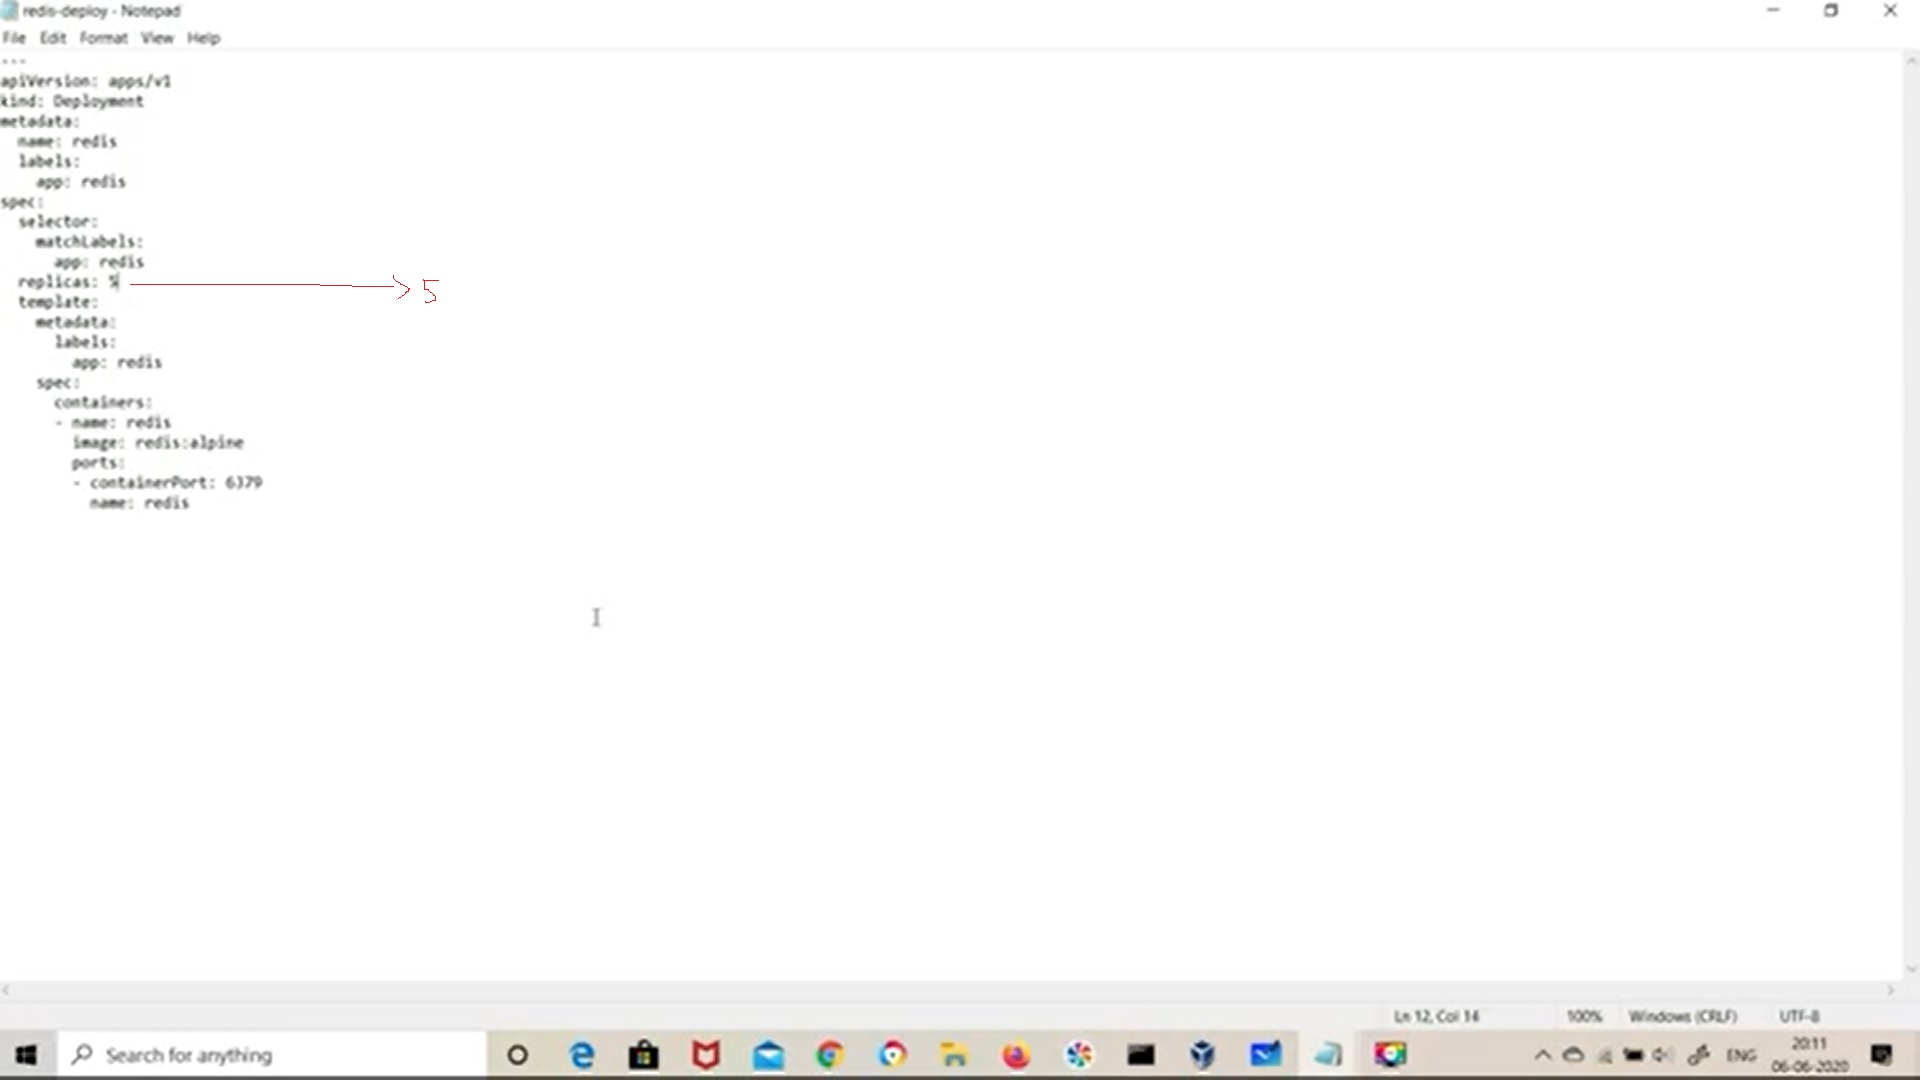 redis-deploy - Notepad
File Edit Format View Help
---
apiVersion: apps/v1
kind: Deployment
metadata:
  name: redis
  labels:
    app: redis
spec:
  selector:
    matchLabels:
      app: redis
  replicas: 5
5
  template:
    metadata:
      labels:
        app: redis
    spec:
      containers:
      - name: redis
        image: redis:alpine
        ports:
        - containerPort: 6379
          name: redis
Ln 12, Col 14 100% Windows (CRLF) UTF-8
Search for anything
ENG
20:11
06-06-2020